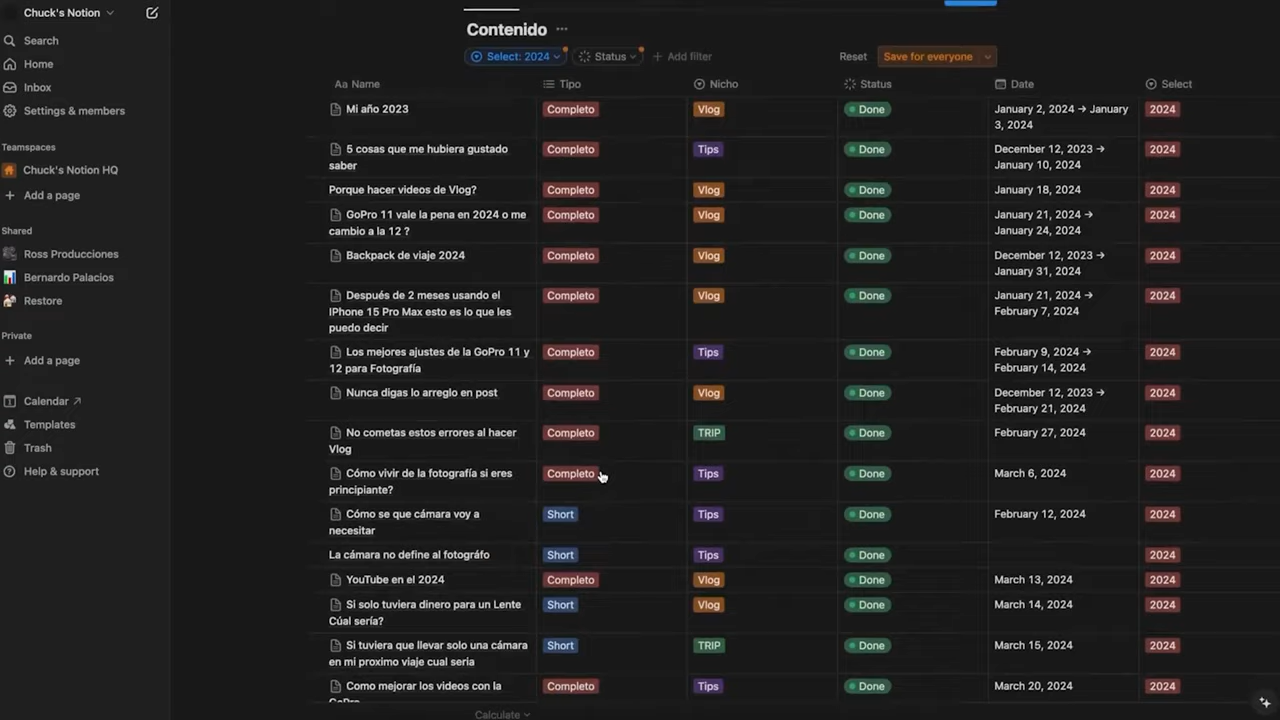 Chuck's Notion
Search
Home
Inbox
Settings & members
Teamspaces
Chuck's Notion HQ
Add a page
Shared
Ross Producciones
Bernardo Palacios
Restore
Private
Add a page
Calendar ↗
Templates
Trash
Help & support
Contenido ...
Select: 2024
Status
+ Add filter
Reset
Save for everyone
Aa Name Tipo Nicho Status Date Select
Mi año 2023 Completo Vlog Done January 2, 2024 → January 2024
3, 2024
5 cosas que me hubiera gustado Completo Tips Done December 12, 2023 → 2024
saber January 10, 2024
Porque hacer videos de Vlog? Completo Vlog Done January 18, 2024 2024
GoPro 11 vale la pena en 2024 o me Completo Vlog Done January 21, 2024 → 2024
cambio a la 12 ? January 24, 2024
Backpack de viaje 2024 Completo Vlog Done December 12, 2023 → 2024
January 31, 2024
Después de 2 meses usando el Completo Vlog Done January 21, 2024 → 2024
IPhone 15 Pro Max esto es lo que les February 7, 2024
puedo decir
Los mejores ajustes de la GoPro 11 y Completo Tips Done February 9, 2024 → 2024
12 para Fotografía February 14, 2024
Nunca digas lo arreglo en post Completo Vlog Done December 12, 2023 → 2024
February 21, 2024
No cometas estos errores al hacer Completo TRIP Done February 27, 2024 2024
Vlog
Cómo vivir de la fotografía si eres Completo Tips Done March 6, 2024 2024
principiante?
Cómo se que cámara voy a Short Tips Done February 12, 2024 2024
necesitar
La cámara no define al fotográfo Short Tips Done 2024
YouTube en el 2024 Completo Vlog Done March 13, 2024 2024
Si solo tuviera dinero para un Lente Short Vlog Done March 14, 2024 2024
Cúal sería?
Si tuviera que llevar solo una cámara Short TRIP Done March 15, 2024 2024
en mi proximo viaje cual seria
Como mejorar los videos con la Completo Tips Done March 20, 2024 2024
GoPro
Calculate